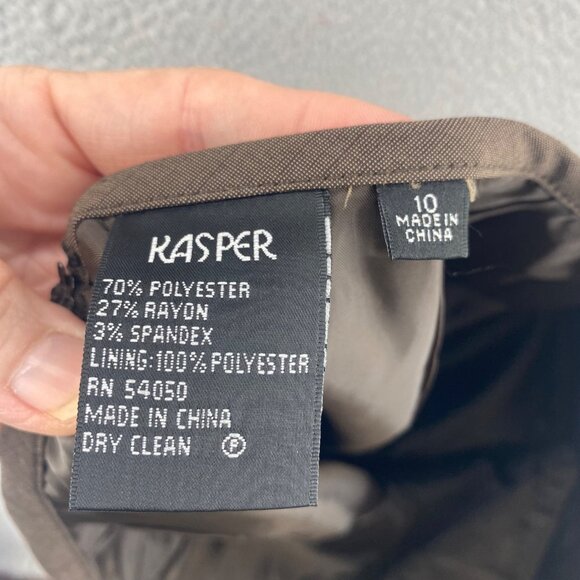 KASPER
70% POLYESTER
27% RAYON
3% SPANDEX
LINING:100% POLYESTER
RN 54050
MADE IN CHINA
DRY CLEAN Ⓟ
10
MADE IN
CHINA